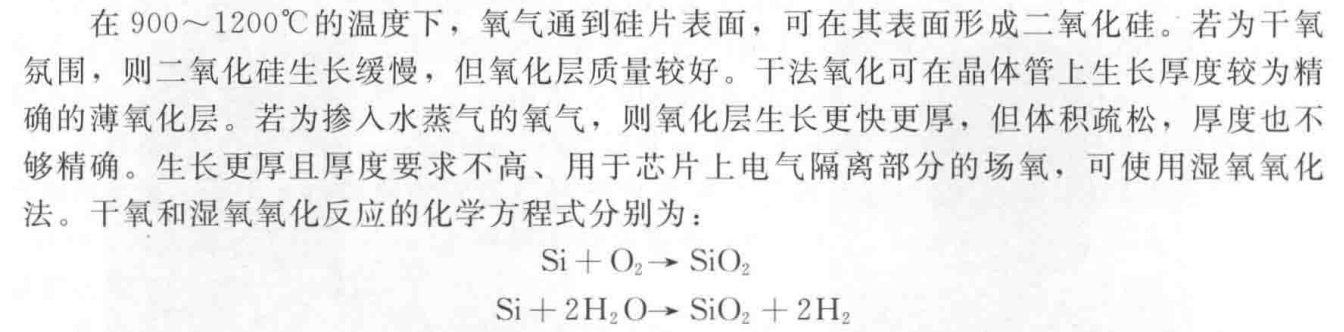 在 900～1200℃的温度下，氧气通到硅片表面，可在其表面形成二氧化硅。若为干氧
氛围，则二氧化硅生长缓慢，但氧化层质量较好。干法氧化可在晶体管上生长厚度较为精
确的薄氧化层。若为掺入水蒸气的氧气，则氧化层生长更快更厚，但体积疏松，厚度也不
够精确。生长更厚且厚度要求不高、用于芯片上电气隔离部分的场氧，可使用湿氧氧化
法。干氧和湿氧氧化反应的化学方程式分别为：
Si＋O₂→ SiO₂
Si＋2H₂O→ SiO₂＋2H₂